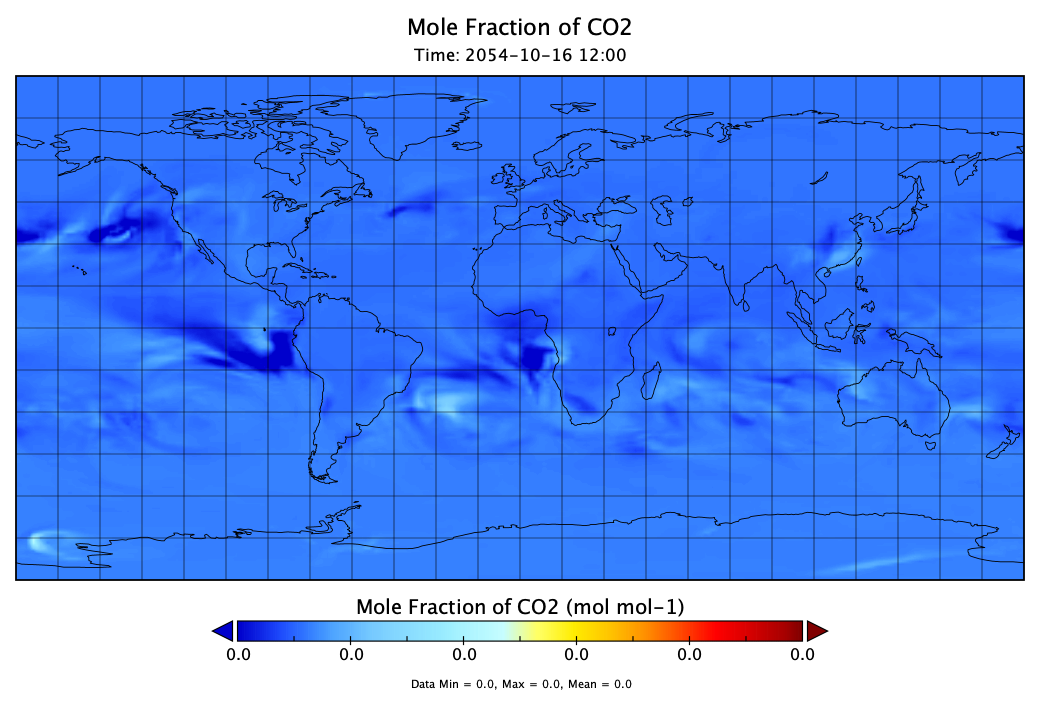 Mole Fraction of CO2
Time: 2054-10-16 12:00
Mole Fraction of CO2 (mol mol-1)
0.0 0.0 0.0 0.0 0.0 0.0
Data Min = 0.0, Max = 0.0, Mean = 0.0